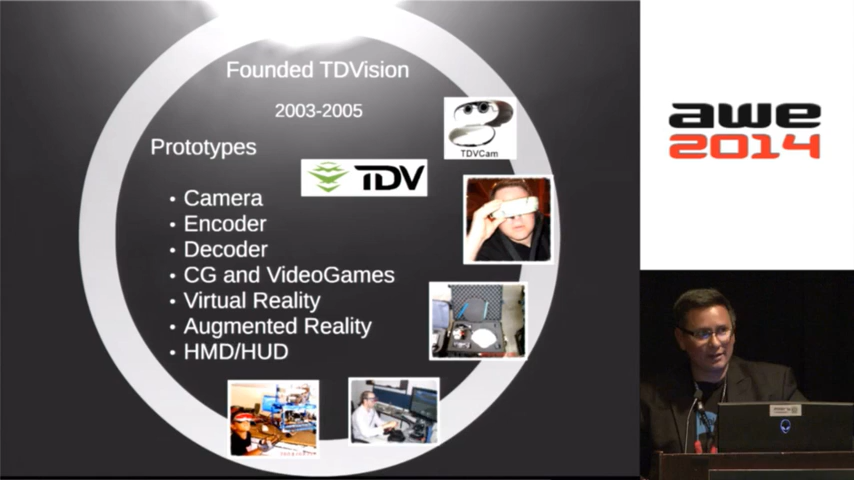 Founded TDVision
2003-2005
Prototypes
TDVCam
TDV
• Camera
• Encoder
• Decoder
• CG and VideoGames
• Virtual Reality
• Augmented Reality
• HMD/HUD
awe
2014